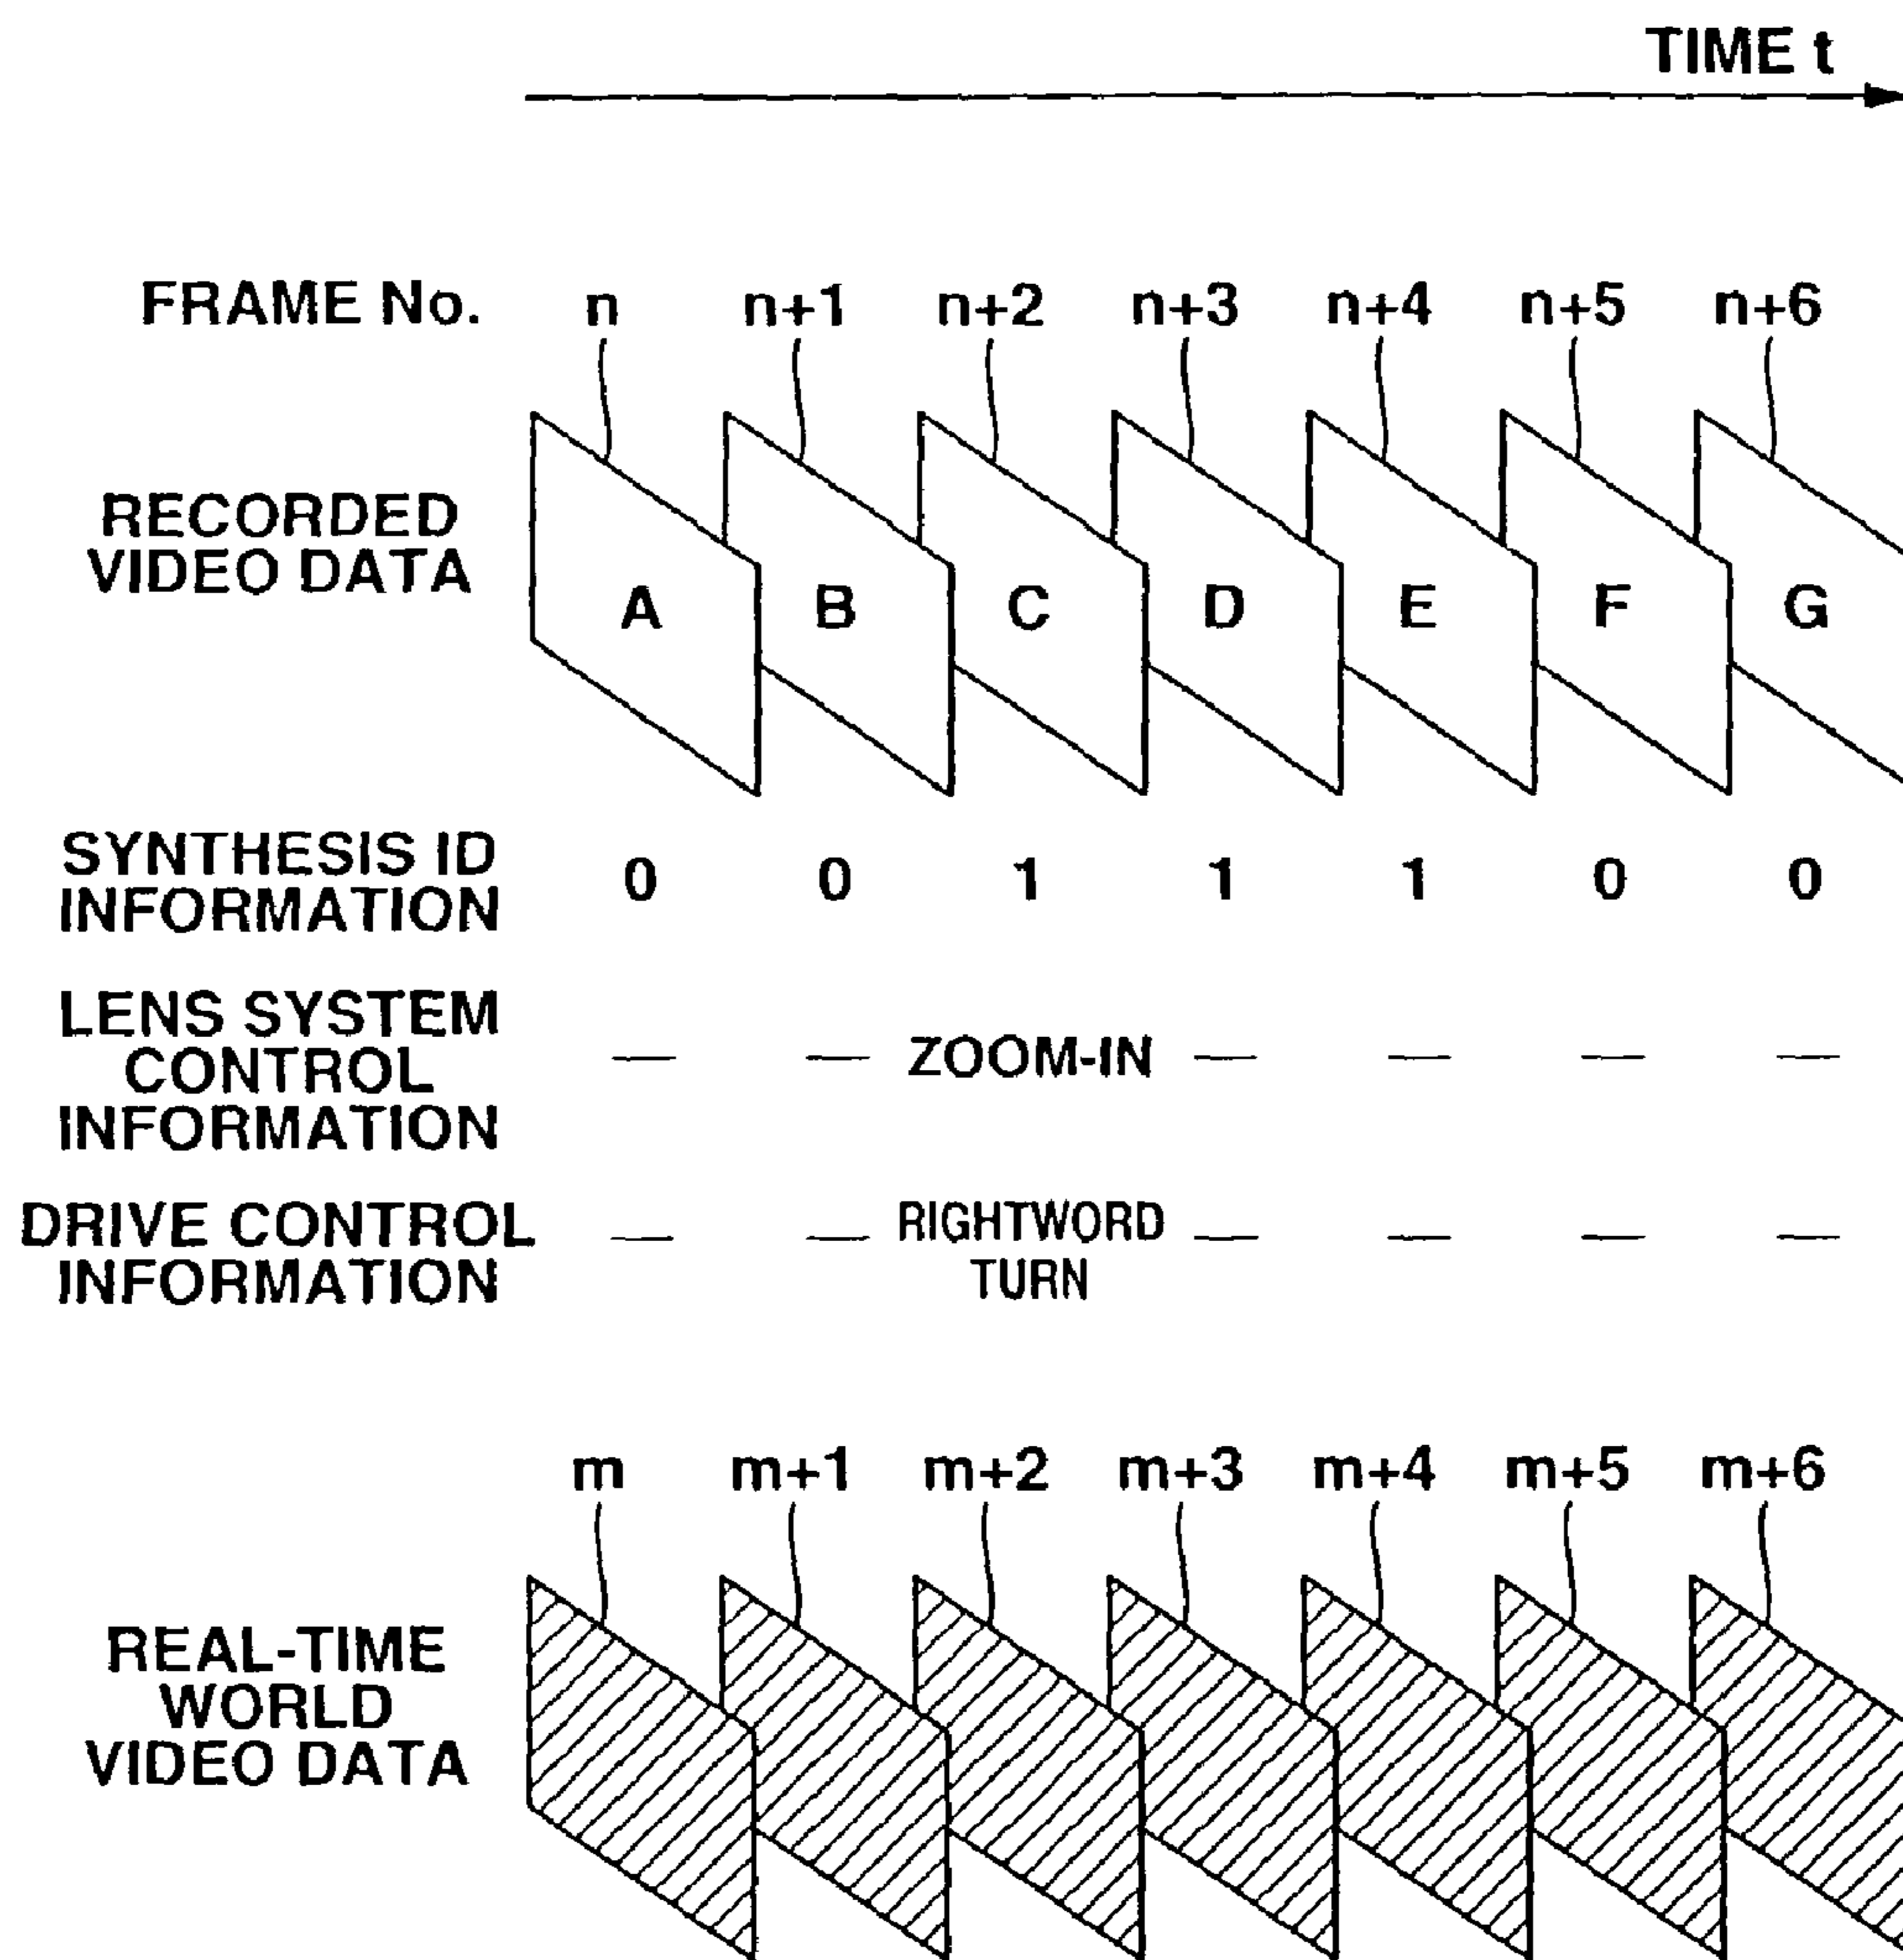 TIME t
FRAME No. n n+1 n+2 n+3 n+4 n+5 n+6
RECORDED
VIDEO DATA
A B C D E F G
SYNTHESIS ID
INFORMATION
0 0 1 1 1 0 0
LENS SYSTEM
CONTROL
INFORMATION
— — ZOOM-IN — — — —
DRIVE CONTROL
INFORMATION
— — RIGHTWORD
TURN — — — —
m m+1 m+2 m+3 m+4 m+5 m+6
REAL-TIME
WORLD
VIDEO DATA